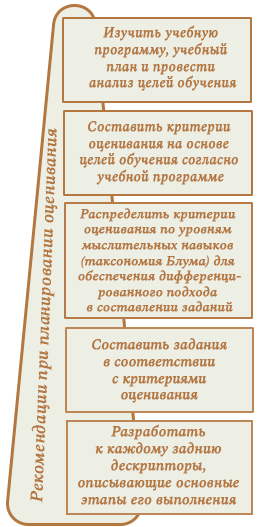 Рекомендации при планировании оценивания
Изучить учебную
программу, учебный
план и провести
анализ целей обучения
Составить критерии
оценивания на основе
целей обучения согласно
учебной программе
Распределить критерии
оценивания по уровням
мыслительных навыков
(таксономия Блума) для
обеспечения дифференци-
рованного подхода
в составлении заданий
Составить задания
в соответствии
с критериями
оценивания
Разработать
к каждому заднию
дескрипторы,
описывающие основные
этапы его выполнения